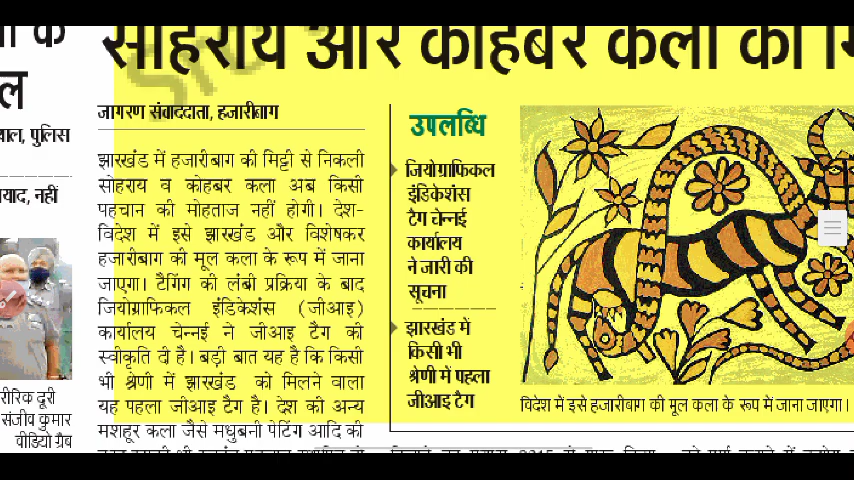 सोहराय और कोहबर कला को
जागरण संवाददाता, हजारीबाग
झारखंड में हजारीबाग की मिट्टी से निकली
सोहराय व कोहबर कला अब किसी
पहचान की मोहताज नहीं होगी। देश-
विदेश में इसे झारखंड और विशेषकर
हजारीबाग की मूल कला के रूप में जाना
जाएगा। टैगिंग की लंबी प्रक्रिया के बाद
जियोग्राफिकल इंडिकेशंस (जीआइ)
कार्यालय चेन्नई ने जीआइ टैग की
स्वीकृति दी है। बड़ी बात यह है कि किसी
भी श्रेणी में झारखंड को मिलने वाला
यह पहला जीआइ टैग है। देश की अन्य
मशहूर कला जैसे मधुबनी पेटिंग आदि की
उपलब्धि
जियोग्राफिकल
इंडिकेशंस
टैग चेन्नई
कार्यालय
ने जारी की
सूचना
झारखंड में
किसी भी
श्रेणी में पहला
जीआइ टैग
विदेश में इसे हजारीबाग की मूल कला के रूप में जाना जाएगा।
पुलिस
नहीं
दूरी
संजीव कुमार
वीडियो ग्रैब